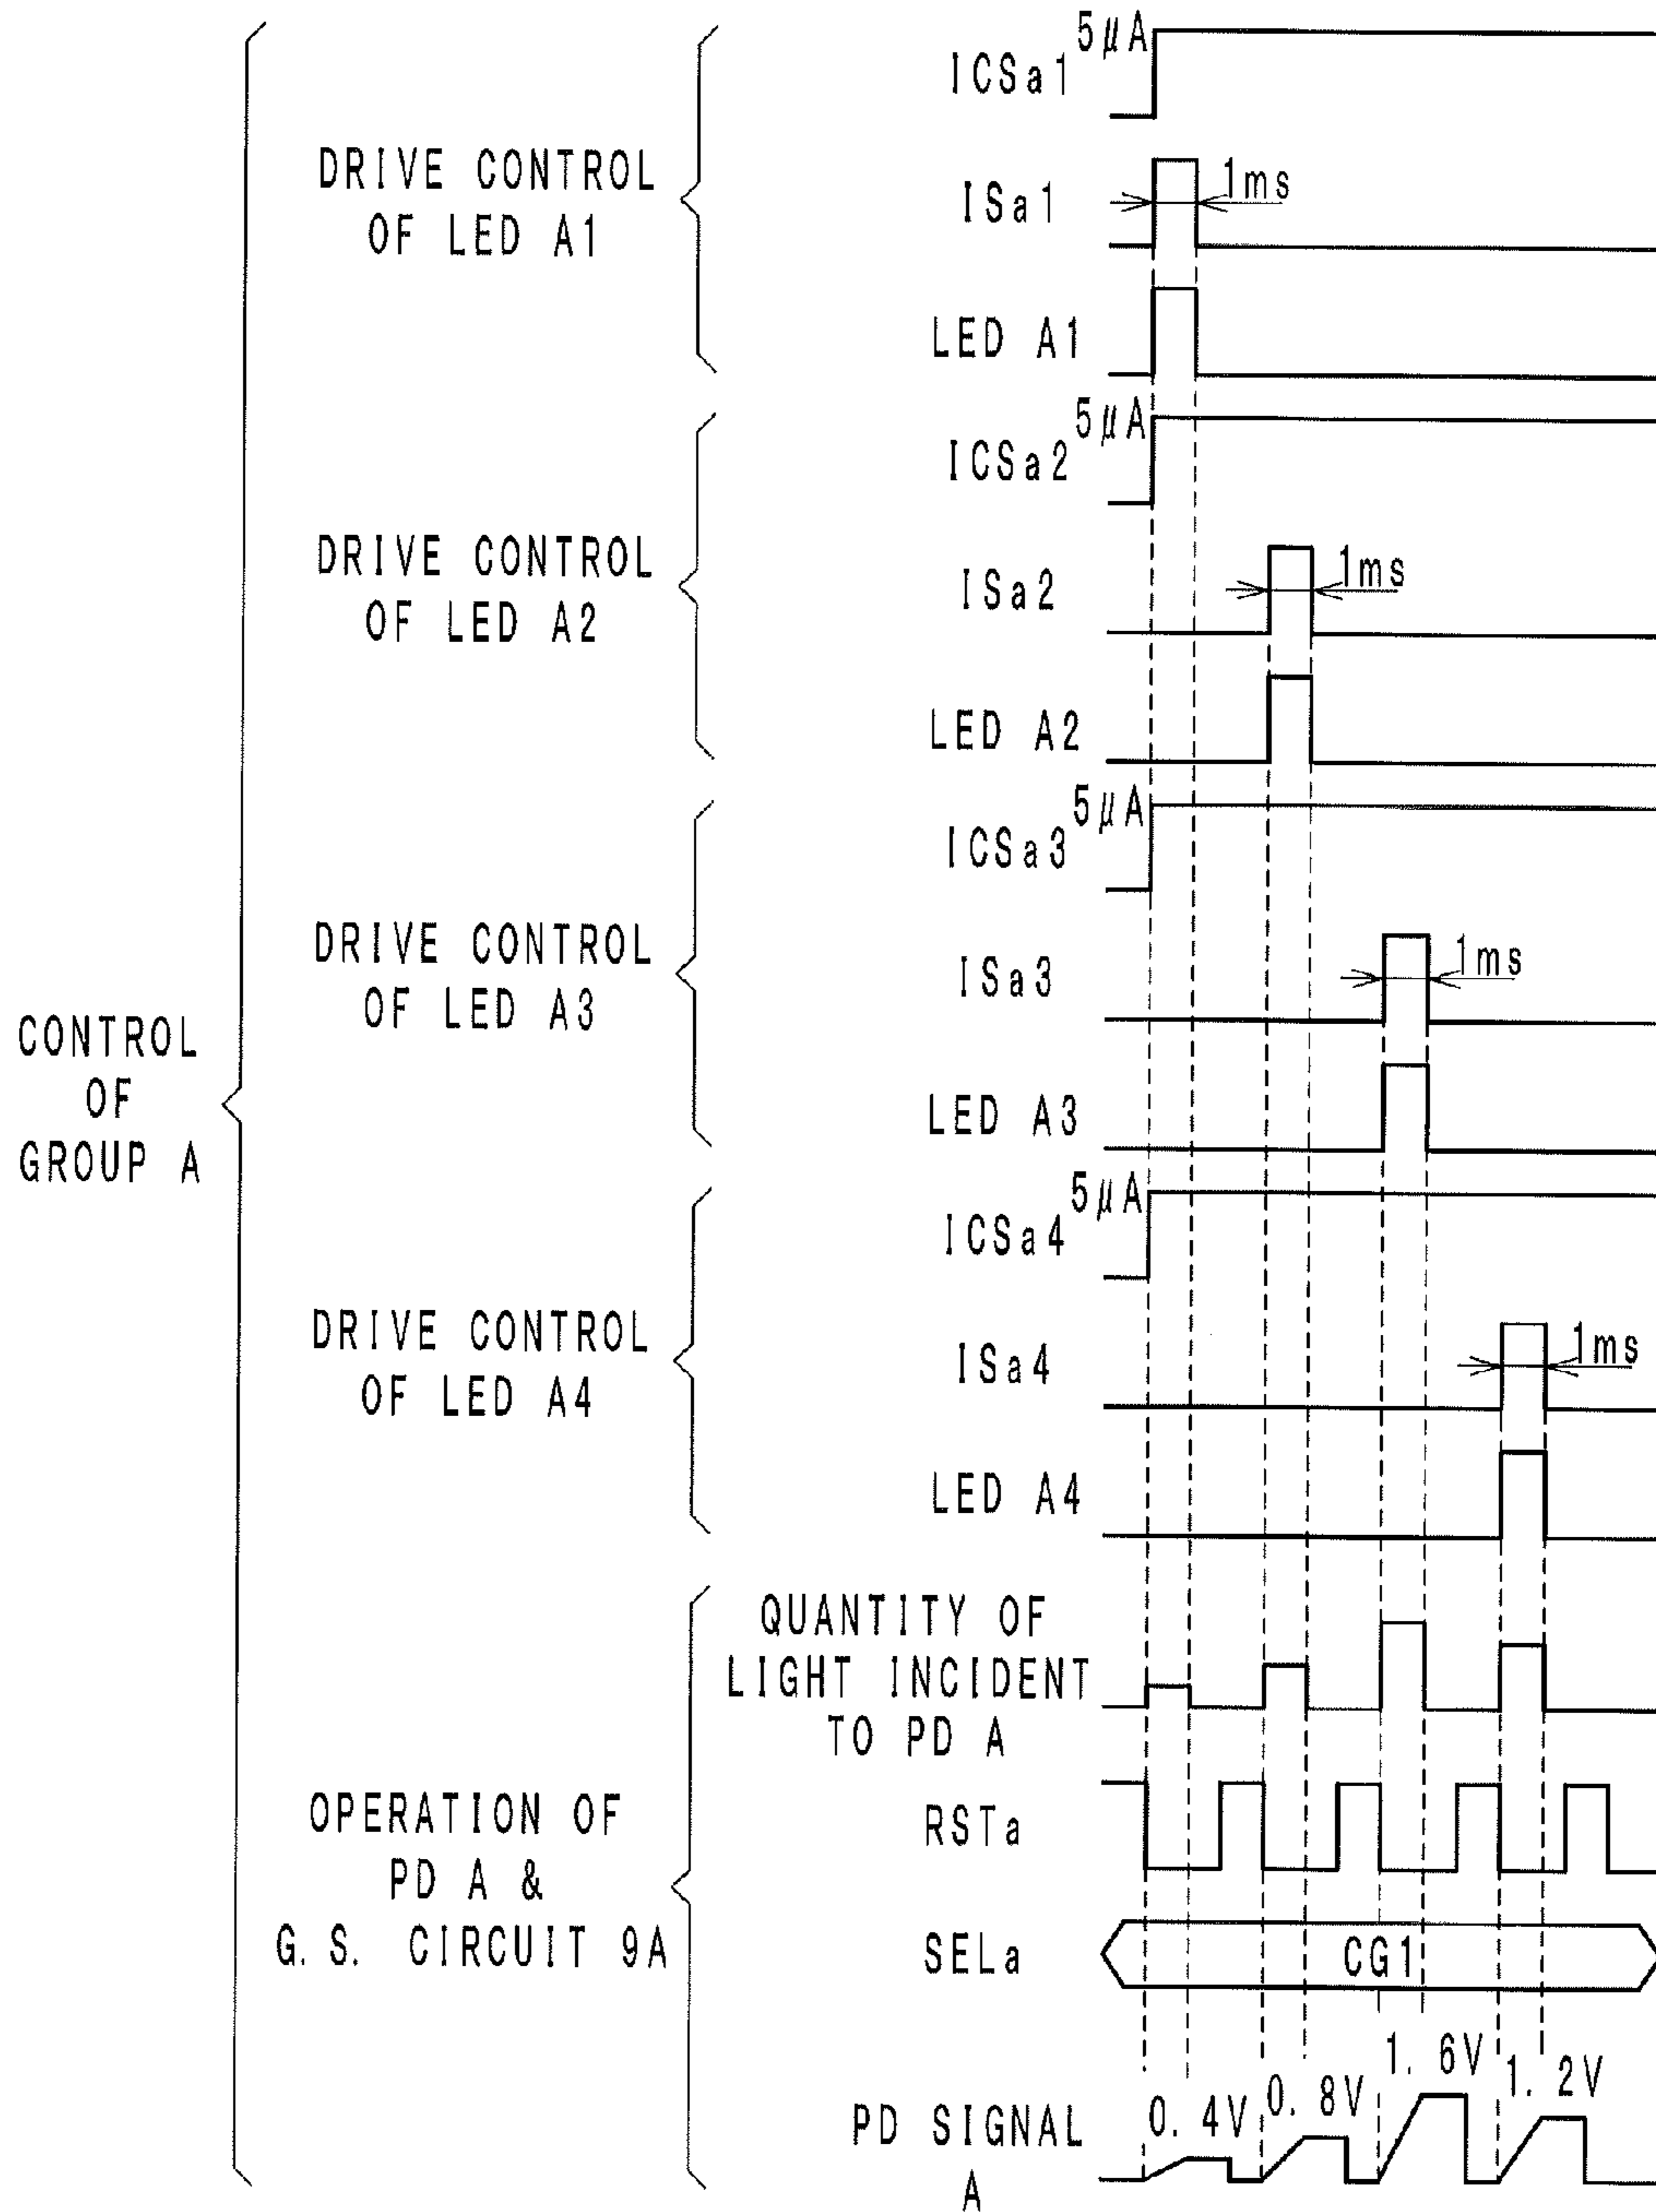 CONTROL
OF
GROUP A
DRIVE CONTROL
OF LED A1
ICSa1
5μA
ISa1
1ms
LED A1
DRIVE CONTROL
OF LED A2
ICSa2
5μA
ISa2
1ms
LED A2
DRIVE CONTROL
OF LED A3
ICSa3
5μA
ISa3
1ms
LED A3
DRIVE CONTROL
OF LED A4
ICSa4
5μA
ISa4
1ms
LED A4
OPERATION OF
PD A &
G. S. CIRCUIT 9A
QUANTITY OF
LIGHT INCIDENT
TO PD A
RSTa
SELa
CG1
PD SIGNAL
A
0. 4V
0. 8V
1. 6V
1. 2V